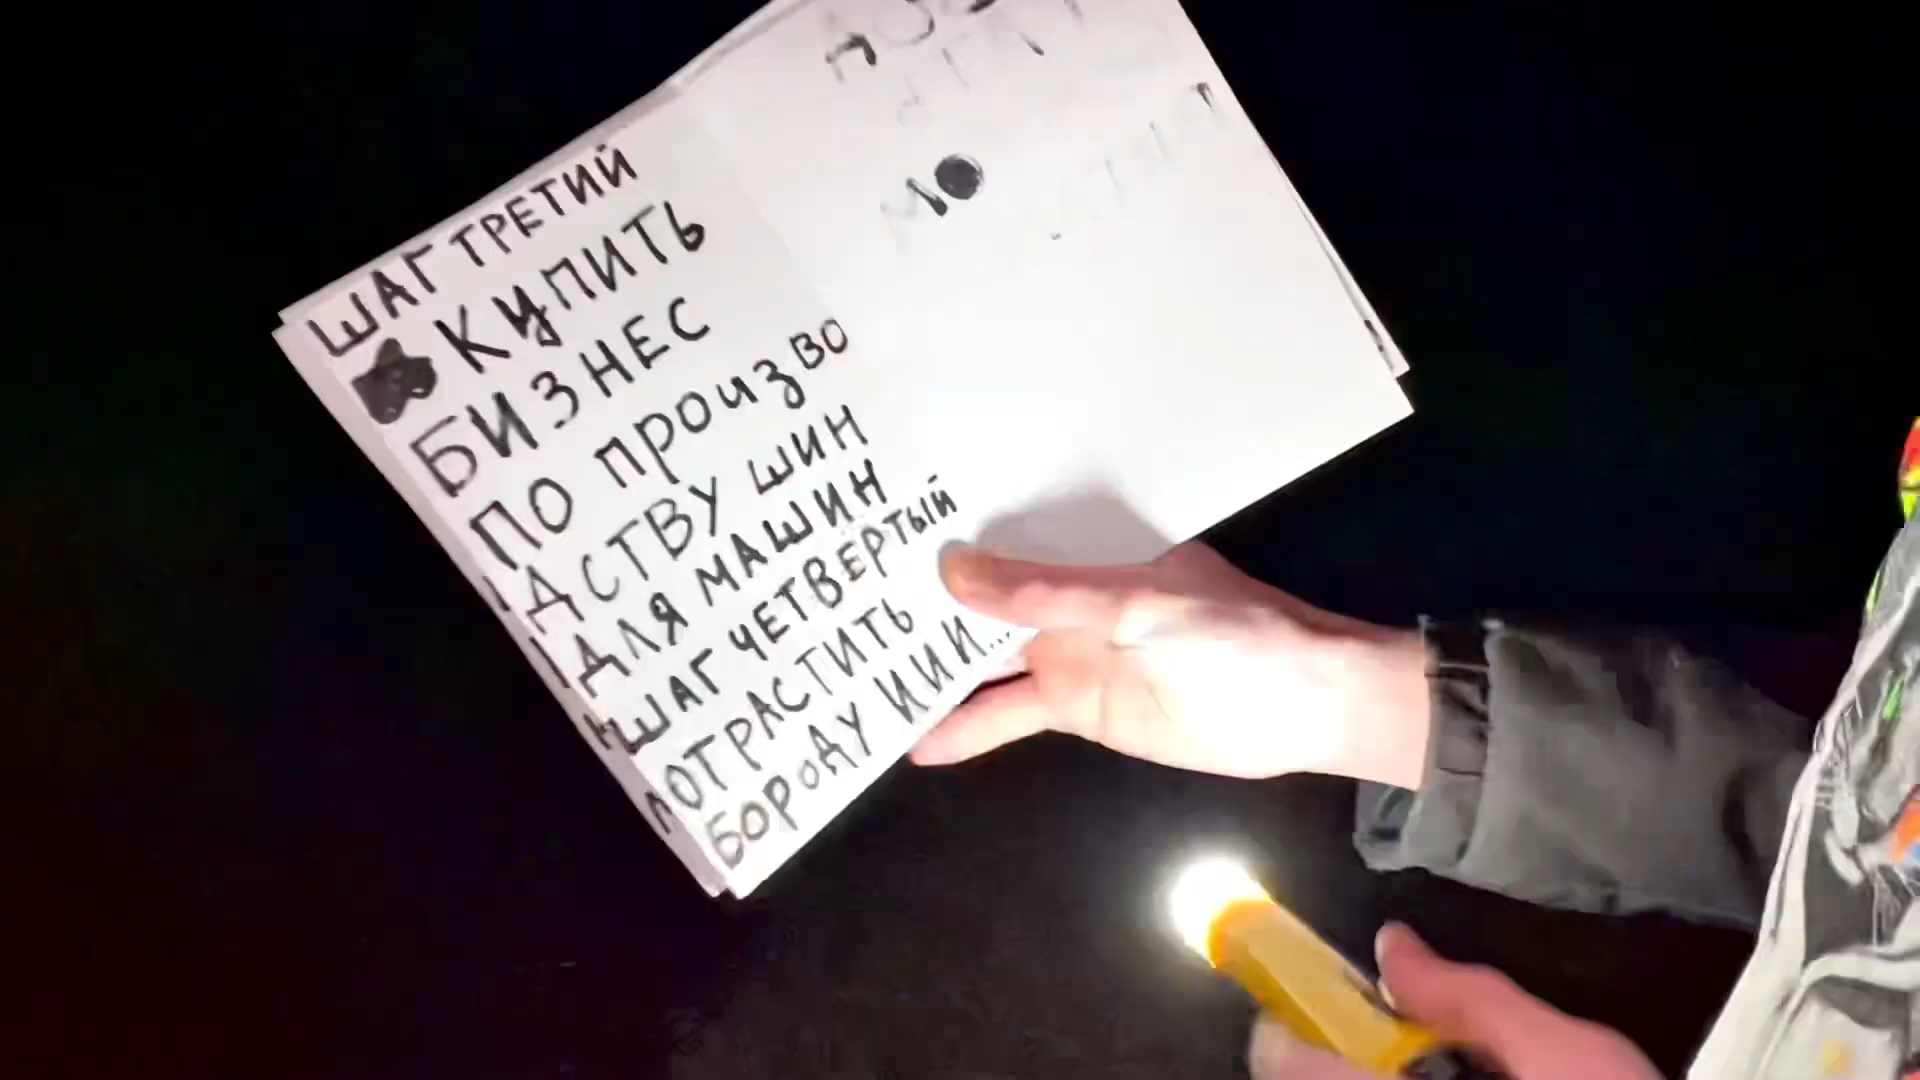 ШАГ ТРЕТИЙ
КУПИТЬ
БИЗНЕС
ПО ПРОИЗВО
ДСТВУ ШИН
ДЛЯ МАШИН
ШАГ ЧЕТВЕРТЫЙ
ОТРАСТИТЬ
БОРОДУ ИИИ...